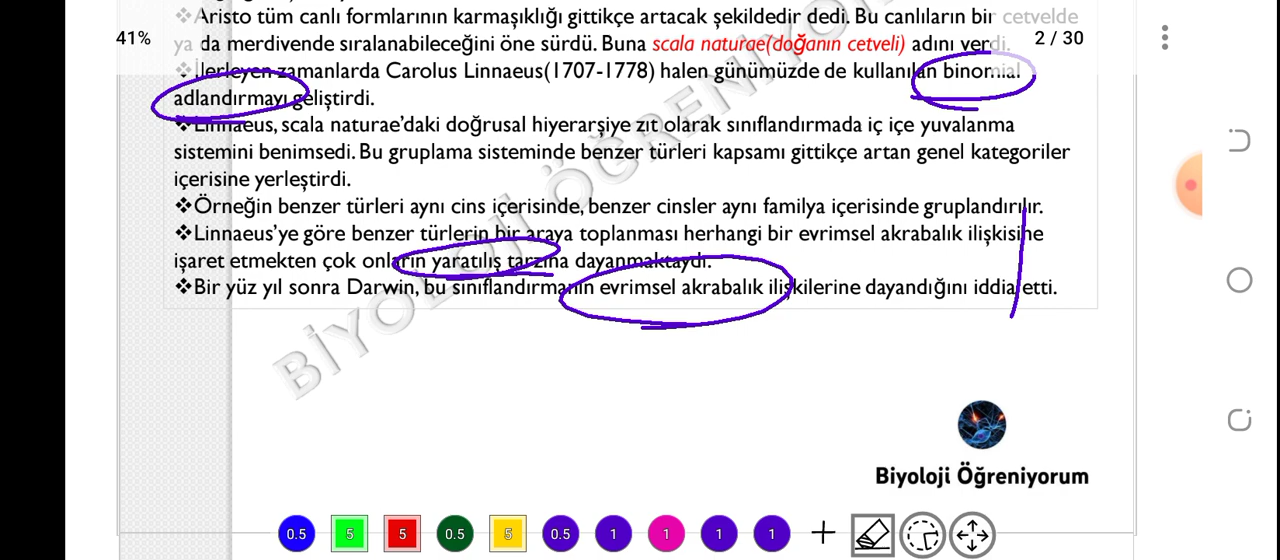 ❖Aristo tüm canlı formlarının karmaşıklığı gittikçe artacak şekildedir dedi. Bu canlıların bir cetvelde
41%
ya da merdivende sıralanabileceğini öne sürdü. Buna scala naturae(doğanın cetveli) adını verdi.
2 / 30
❖İlerleyen zamanlarda Carolus Linnaeus(1707-1778) halen günümüzde de kullanılan binomial
adlandırmayı geliştirdi.
❖Linnaeus, scala naturae'daki doğrusal hiyerarşiye zıt olarak sınıflandırmada iç içe yuvalanma
sistemini benimsedi. Bu gruplama sisteminde benzer türleri kapsamı gittikçe artan genel kategoriler
içerisine yerleştirdi.
❖Örneğin benzer türleri aynı cins içerisinde, benzer cinsler aynı familya içerisinde gruplandırılır.
❖Linnaeus'ye göre benzer türlerin bir araya toplanması herhangi bir evrimsel akrabalık ilişkisine
işaret etmekten çok onların yaratılış tarzına dayanmaktaydı.
❖Bir yüz yıl sonra Darwin, bu sınıflandırmanın evrimsel akrabalık ilişkilerine dayandığını iddia etti.
BİYOLOJİ ÖĞRENİYORUM
Biyoloji Öğreniyorum
0.5 5 5 0.5 5 0.5 1 1 1 1